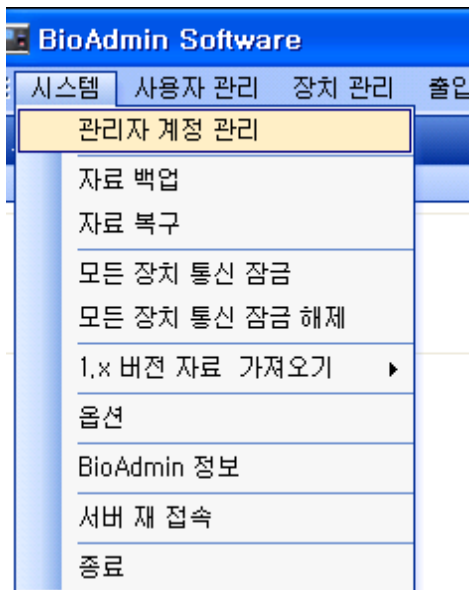 BioAdmin Software
시스템 사용자 관리 장치 관리 출입
관리자 계정 관리
자료 백업
자료 복구
모든 장치 통신 잠금
모든 장치 통신 잠금 해제
1.x 버전 자료 가져오기
옵션
BioAdmin 정보
서버 재 접속
종료